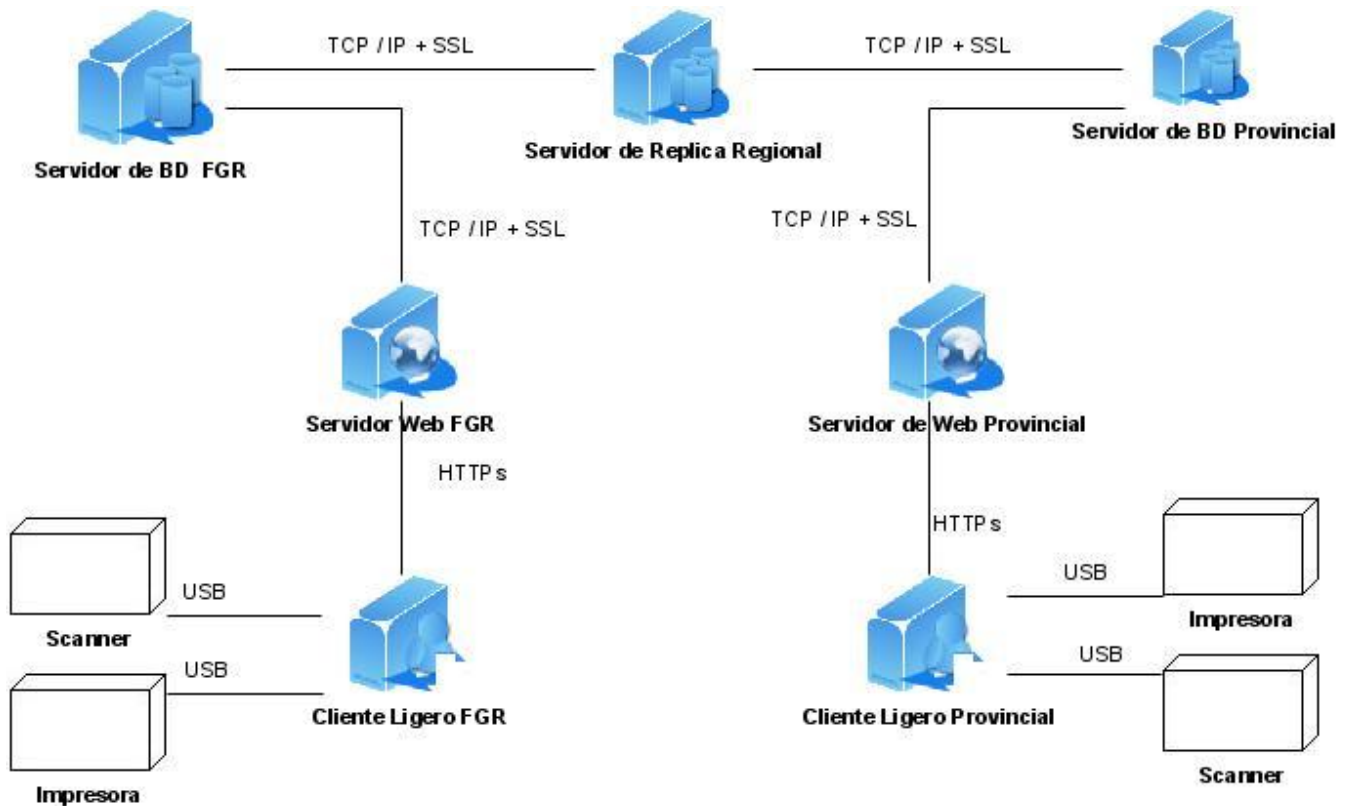 TCP / IP + SSL
TCP / IP + SSL
Servidor de BD FGR
Servidor de Replica Regional
Servidor de BD Provincial
TCP / IP + SSL
TCP / IP + SSL
Servidor Web FGR
Servidor de Web Provincial
HTTPs
HTTPs
USB
Scanner
USB
Impresora
Cliente Ligero FGR
USB
Impresora
USB
Scanner
Cliente Ligero Provincial